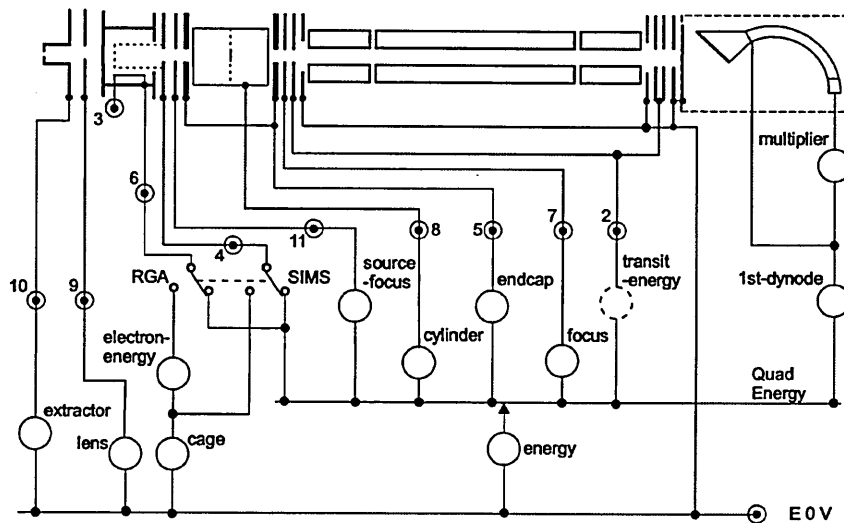 3
multiplier
6
11
8
5
7
2
4
RGA
SIMS
source
-focus
endcap
transit
-energy
1st-dynode
10
9
electron-
energy
cylinder
focus
Quad
Energy
extractor
lens
cage
energy
E 0 V